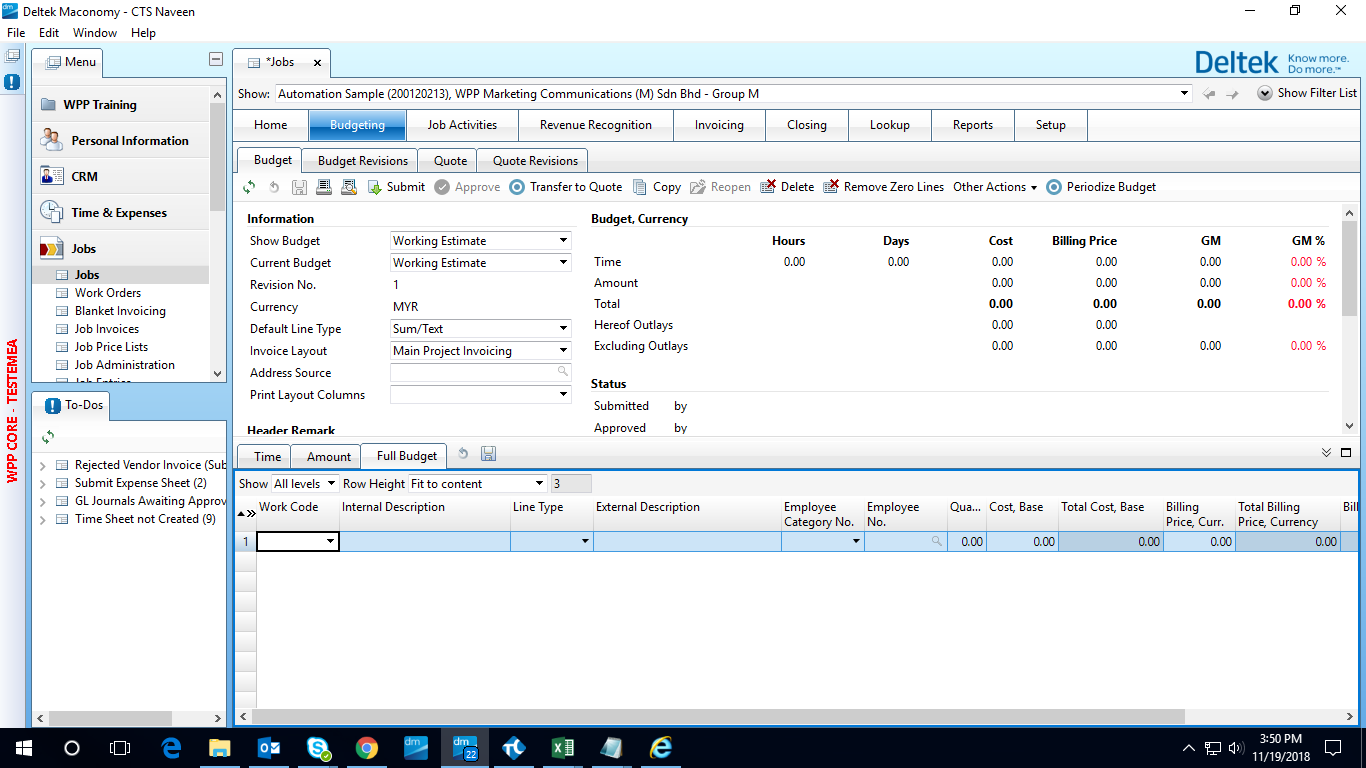 Deltek Maconomy - CTS Naveen
File Edit Window Help
Menu
*Jobs
Deltek Know more. Do more.™
Show: Automation Sample (200120213), WPP Marketing Communications (M) Sdn Bhd - Group M
Show Filter List
Home Budgeting Job Activities Revenue Recognition Invoicing Closing Lookup Reports Setup
Budget Budget Revisions Quote Quote Revisions
Submit Approve Transfer to Quote Copy Reopen Delete Remove Zero Lines Other Actions Periodize Budget
WPP Training
Personal Information
CRM
Time & Expenses
Jobs
Jobs
Work Orders
Blanket Invoicing
Job Invoices
Job Price Lists
Job Administration
Job Entries
WPP CORE - TESTEMEA
To-Dos
Rejected Vendor Invoice (Sub
Submit Expense Sheet (2)
GL Journals Awaiting Approv
Time Sheet not Created (9)
Information
Show Budget Working Estimate
Current Budget Working Estimate
Revision No. 1
Currency MYR
Default Line Type Sum/Text
Invoice Layout Main Project Invoicing
Address Source
Print Layout Columns
Header Remark
Budget, Currency
Hours Days Cost Billing Price GM GM %
Time 0.00 0.00 0.00 0.00 0.00 0.00 %
Amount 0.00 0.00 0.00 0.00 %
Total 0.00 0.00 0.00 0.00 %
Hereof Outlays 0.00 0.00
Excluding Outlays 0.00 0.00 0.00 0.00 %
Status
Submitted by
Approved by
Time Amount Full Budget
Show All levels Row Height Fit to content 3
Work Code Internal Description Line Type External Description Employee Category No. Employee No. Qua... Cost, Base Total Cost, Base Billing Price, Curr. Total Billing Price, Currency Bill
1 0.00 0.00 0.00 0.00 0.00
dm 22
3:50 PM
11/19/2018